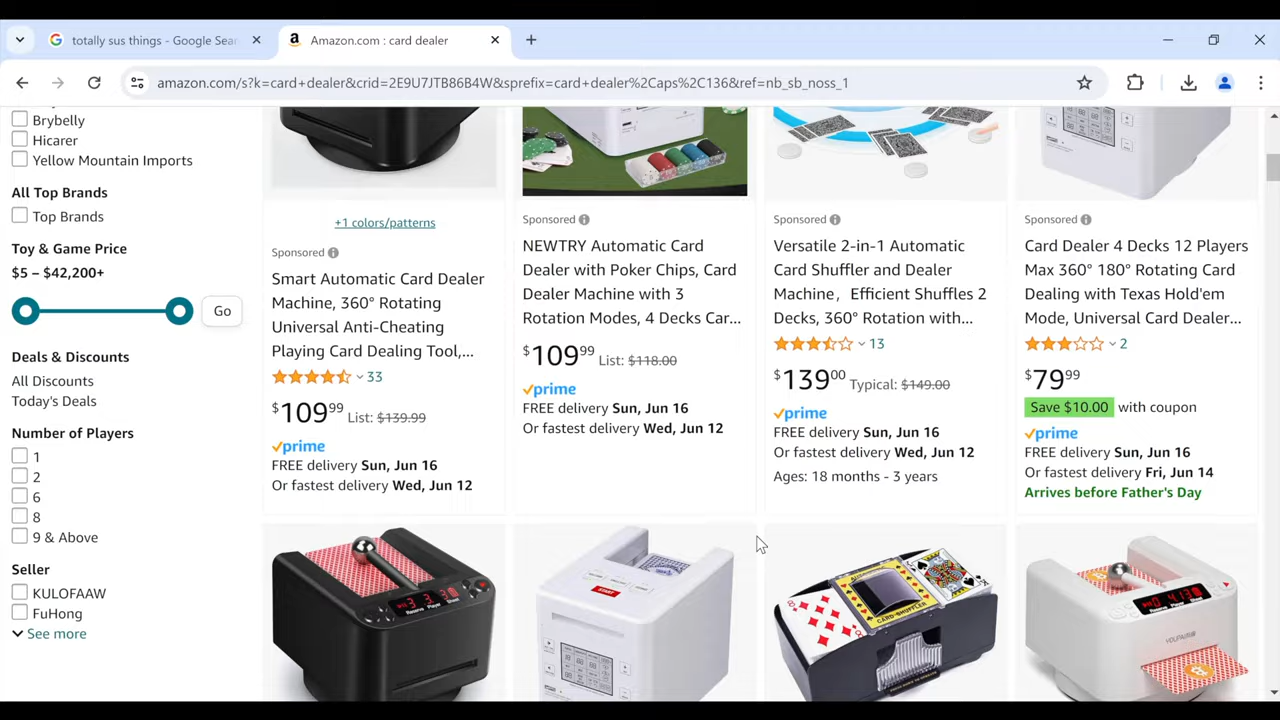 totally sus things - Google Sear
Amazon.com : card dealer
amazon.com/s?k=card+dealer&crid=2E9U7JTB86B4W&sprefix=card+dealer%2Caps%2C136&ref=nb_sb_noss_1
Brybelly
Hicarer
Yellow Mountain Imports
All Top Brands
Top Brands
Toy & Game Price
$5 – $42,200+
Go
Deals & Discounts
All Discounts
Today's Deals
Number of Players
1
2
6
8
9 & Above
Seller
KULOFAAW
FuHong
See more
+1 colors/patterns
Sponsored
Smart Automatic Card Dealer
Machine, 360° Rotating
Universal Anti-Cheating
Playing Card Dealing Tool,...
33
$109.99 List: $139.99
prime
FREE delivery Sun, Jun 16
Or fastest delivery Wed, Jun 12
Sponsored
NEWTRY Automatic Card
Dealer with Poker Chips, Card
Dealer Machine with 3
Rotation Modes, 4 Decks Car...
$109.99 List: $118.00
prime
FREE delivery Sun, Jun 16
Or fastest delivery Wed, Jun 12
Sponsored
Versatile 2-in-1 Automatic
Card Shuffler and Dealer
Machine，Efficient Shuffles 2
Decks, 360° Rotation with...
13
$139.00 Typical: $149.00
prime
FREE delivery Sun, Jun 16
Or fastest delivery Wed, Jun 12
Ages: 18 months - 3 years
Sponsored
Card Dealer 4 Decks 12 Players
Max 360° 180° Rotating Card
Dealing with Texas Hold'em
Mode, Universal Card Dealer...
2
$79.99
Save $10.00 with coupon
prime
FREE delivery Sun, Jun 16
Or fastest delivery Fri, Jun 14
Arrives before Father's Day
START
CARD-SHUFFLER
YOUPAIR